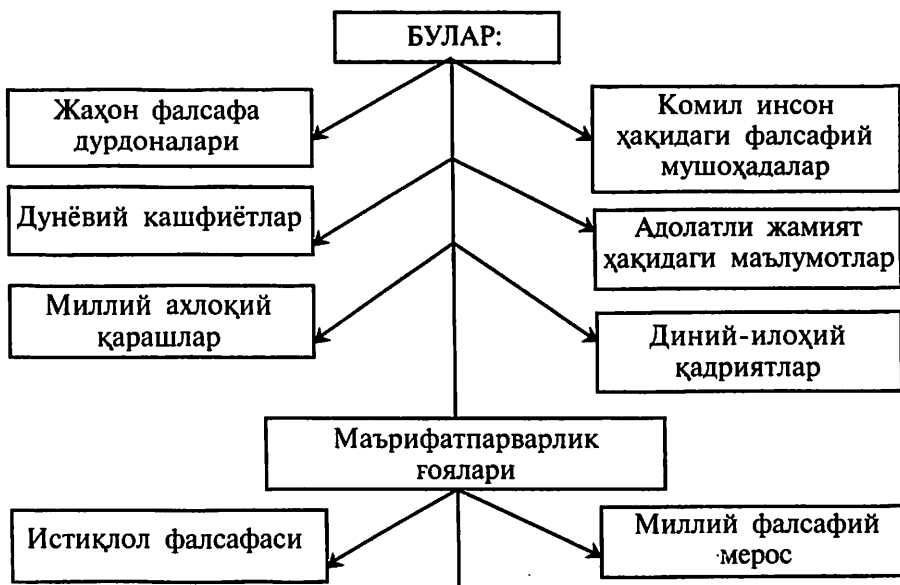 БУЛАР:
Жаҳон фалсафа
дурдоналари
Комил инсон
ҳақидаги фалсафий
мушоҳадалар
Дунёвий кашфиётлар
Адолатли жамият
ҳақидаги маълумотлар
Миллий ахлоқий
қарашлар
Диний-илоҳий
қадриятлар
Маърифатпарварлик
ғоялари
Истиқлол фалсафаси
Миллий фалсафий
мерос